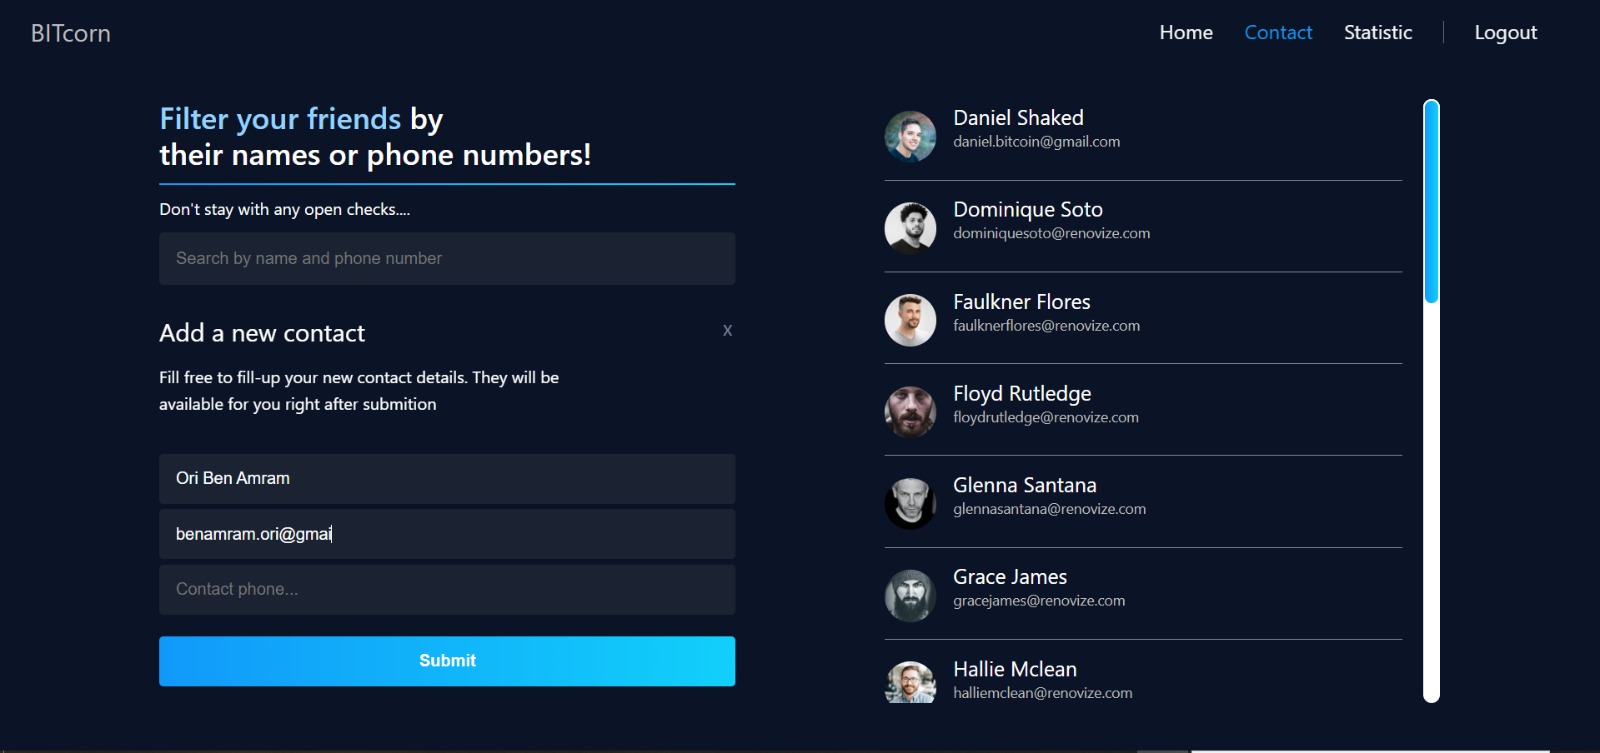 BITcorn
Home
Contact
Statistic
Logout
Filter your friends by
their names or phone numbers!
Don't stay with any open checks....
Search by name and phone number
Add a new contact
X
Fill free to fill-up your new contact details. They will be
available for you right after submition
Ori Ben Amram
benamram.ori@gmai
Contact phone...
Submit
Daniel Shaked
daniel.bitcoin@gmail.com
Dominique Soto
dominiquesoto@renovize.com
Faulkner Flores
faulknerflores@renovize.com
Floyd Rutledge
floydrutledge@renovize.com
Glenna Santana
glennasantana@renovize.com
Grace James
gracejames@renovize.com
Hallie Mclean
halliemclean@renovize.com